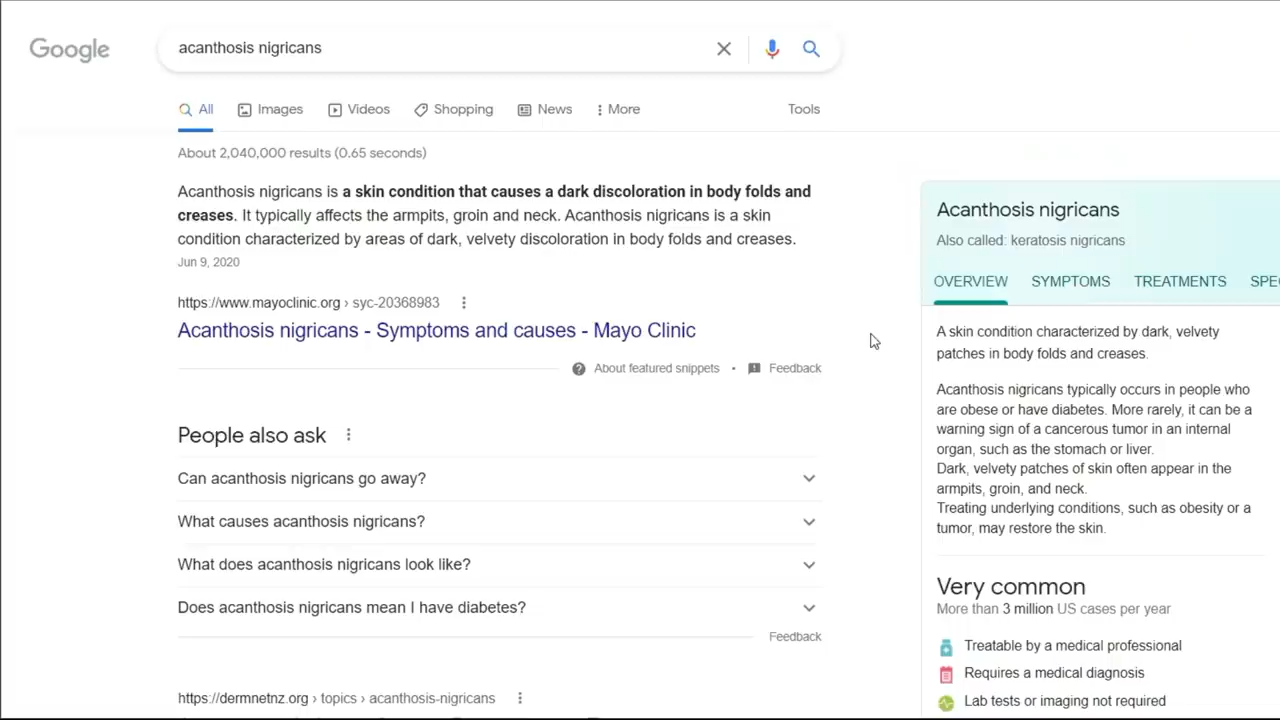 Google
acanthosis nigricans
All Images Videos Shopping News More Tools
About 2,040,000 results (0.65 seconds)
Acanthosis nigricans is a skin condition that causes a dark discoloration in body folds and
creases. It typically affects the armpits, groin and neck. Acanthosis nigricans is a skin
condition characterized by areas of dark, velvety discoloration in body folds and creases.
Jun 9, 2020
https://www.mayoclinic.org › syc-20368983
Acanthosis nigricans - Symptoms and causes - Mayo Clinic
About featured snippets • Feedback
People also ask
Can acanthosis nigricans go away?
What causes acanthosis nigricans?
What does acanthosis nigricans look like?
Does acanthosis nigricans mean I have diabetes?
Feedback
https://dermnetnz.org › topics › acanthosis-nigricans
Acanthosis nigricans
Also called: keratosis nigricans
OVERVIEW SYMPTOMS TREATMENTS SPEC
A skin condition characterized by dark, velvety
patches in body folds and creases.
Acanthosis nigricans typically occurs in people who
are obese or have diabetes. More rarely, it can be a
warning sign of a cancerous tumor in an internal
organ, such as the stomach or liver.
Dark, velvety patches of skin often appear in the
armpits, groin, and neck.
Treating underlying conditions, such as obesity or a
tumor, may restore the skin.
Very common
More than 3 million US cases per year
Treatable by a medical professional
Requires a medical diagnosis
Lab tests or imaging not required